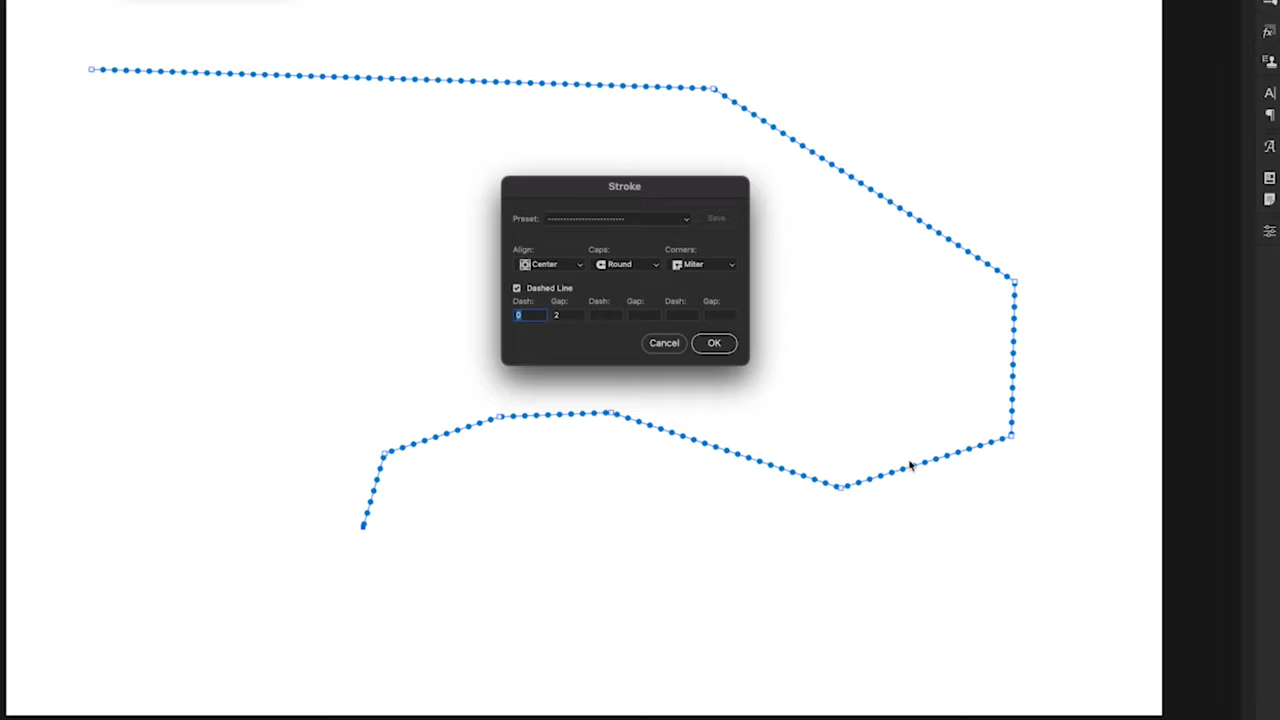 Stroke
Preset: Save
Align: Caps: Corners:
Center Round Miter
Dashed Line
Dash: Gap: Dash: Gap: Dash: Gap:
0 2
Cancel OK
fx
A|
¶
A